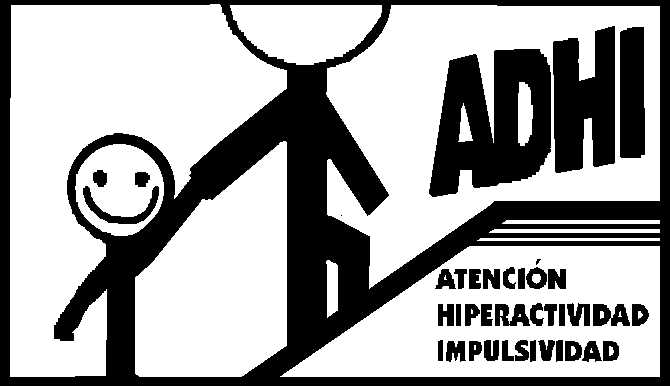 ADHI
ATENCIÓN
HIPERACTIVIDAD
IMPULSIVIDAD